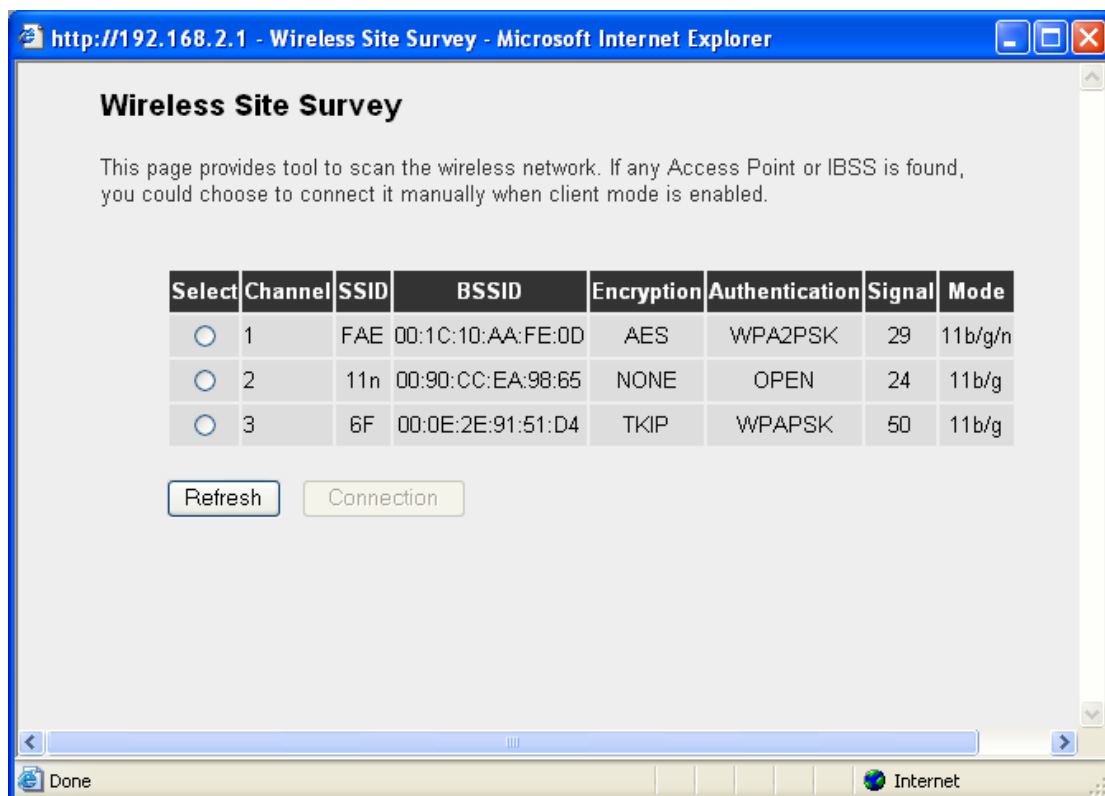 http://192.168.2.1 - Wireless Site Survey - Microsoft Internet Explorer
Wireless Site Survey
This page provides tool to scan the wireless network. If any Access Point or IBSS is found,
you could choose to connect it manually when client mode is enabled.
Select Channel SSID BSSID Encryption Authentication Signal Mode
1 FAE 00:1C:10:AA:FE:0D AES WPA2PSK 29 11b/g/n
2 11n 00:90:CC:EA:98:65 NONE OPEN 24 11b/g
3 6F 00:0E:2E:91:51:D4 TKIP WPAPSK 50 11b/g
Refresh Connection
Done Internet